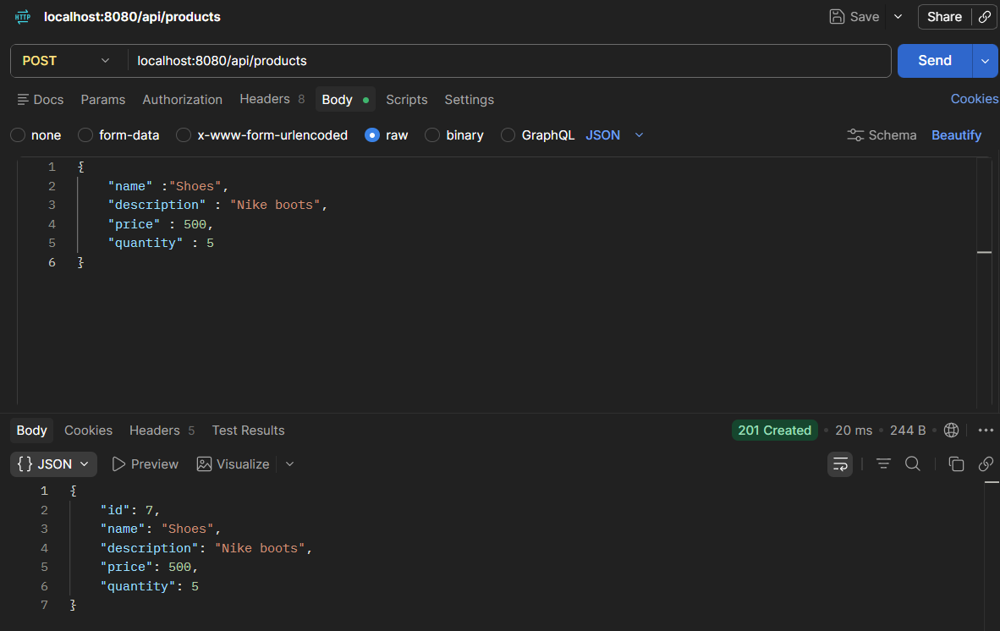 HTTP localhost:8080/api/products Save Share
POST localhost:8080/api/products Send
Docs Params Authorization Headers 8 Body Scripts Settings Cookies
none form-data x-www-form-urlencoded raw binary GraphQL JSON Schema Beautify
1 {
2 "name" :"Shoes",
3 "description" : "Nike boots",
4 "price" : 500,
5 "quantity" : 5
6 }
Body Cookies Headers 5 Test Results 201 Created • 20 ms • 244 B
{} JSON Preview Visualize
1 {
2 "id": 7,
3 "name": "Shoes",
4 "description": "Nike boots",
5 "price": 500,
6 "quantity": 5
7 }